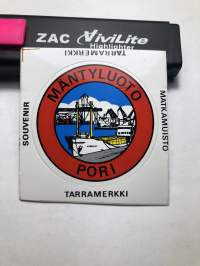 ZAC ViviLite
Highlighter
TARRAMERKKI
SOUVENIR
MÄNTYLUOTO
PORI
MATKAMUISTO
TARRAMERKKI